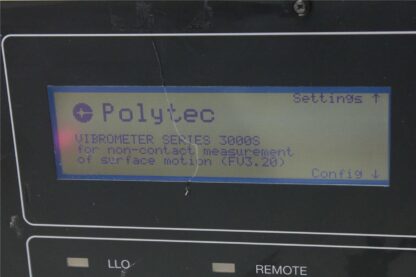 Settings ↑
Polytec
VIBROMETER SERIES 3000S
for non-contact measurement
of surface motion (FV3.20)
Config ↓
LLO
REMOTE